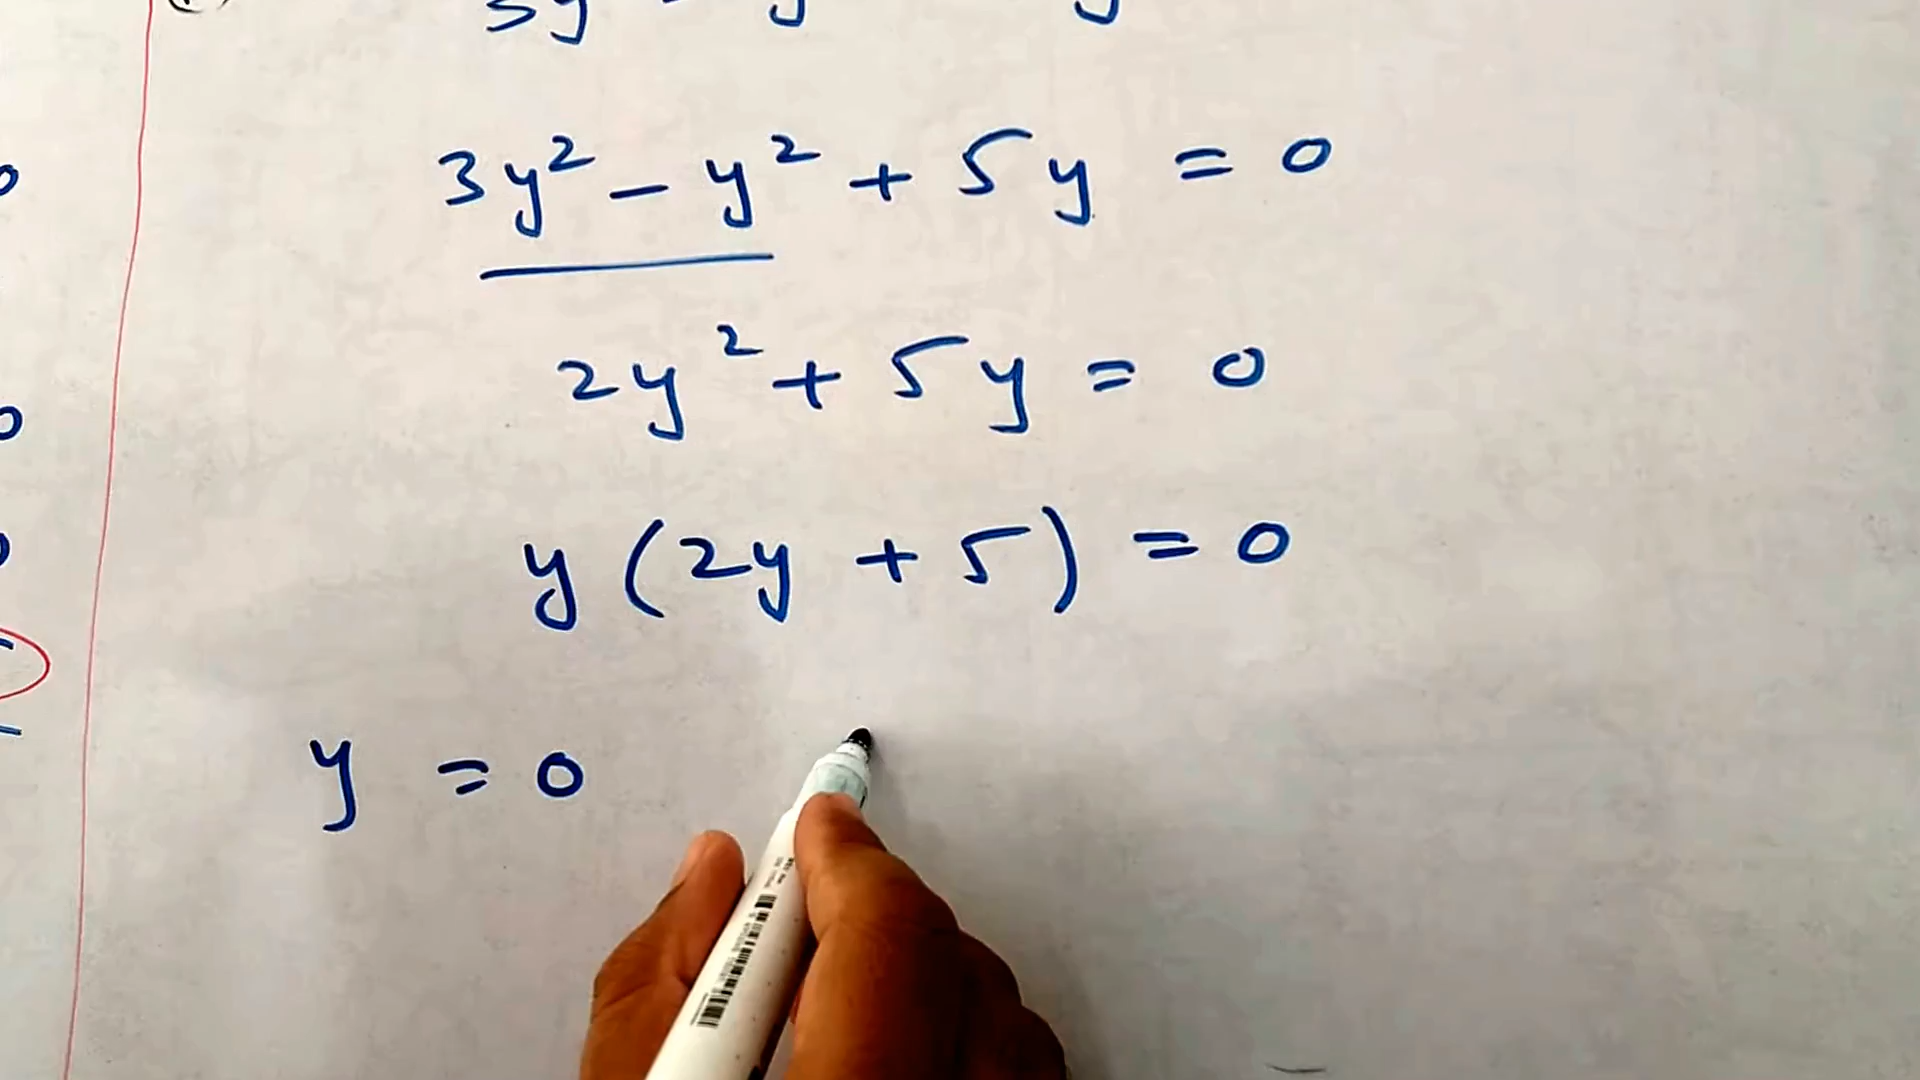 3y² - y² + 5y = 0
2y² + 5y = 0
y (2y + 5) = 0
y = 0